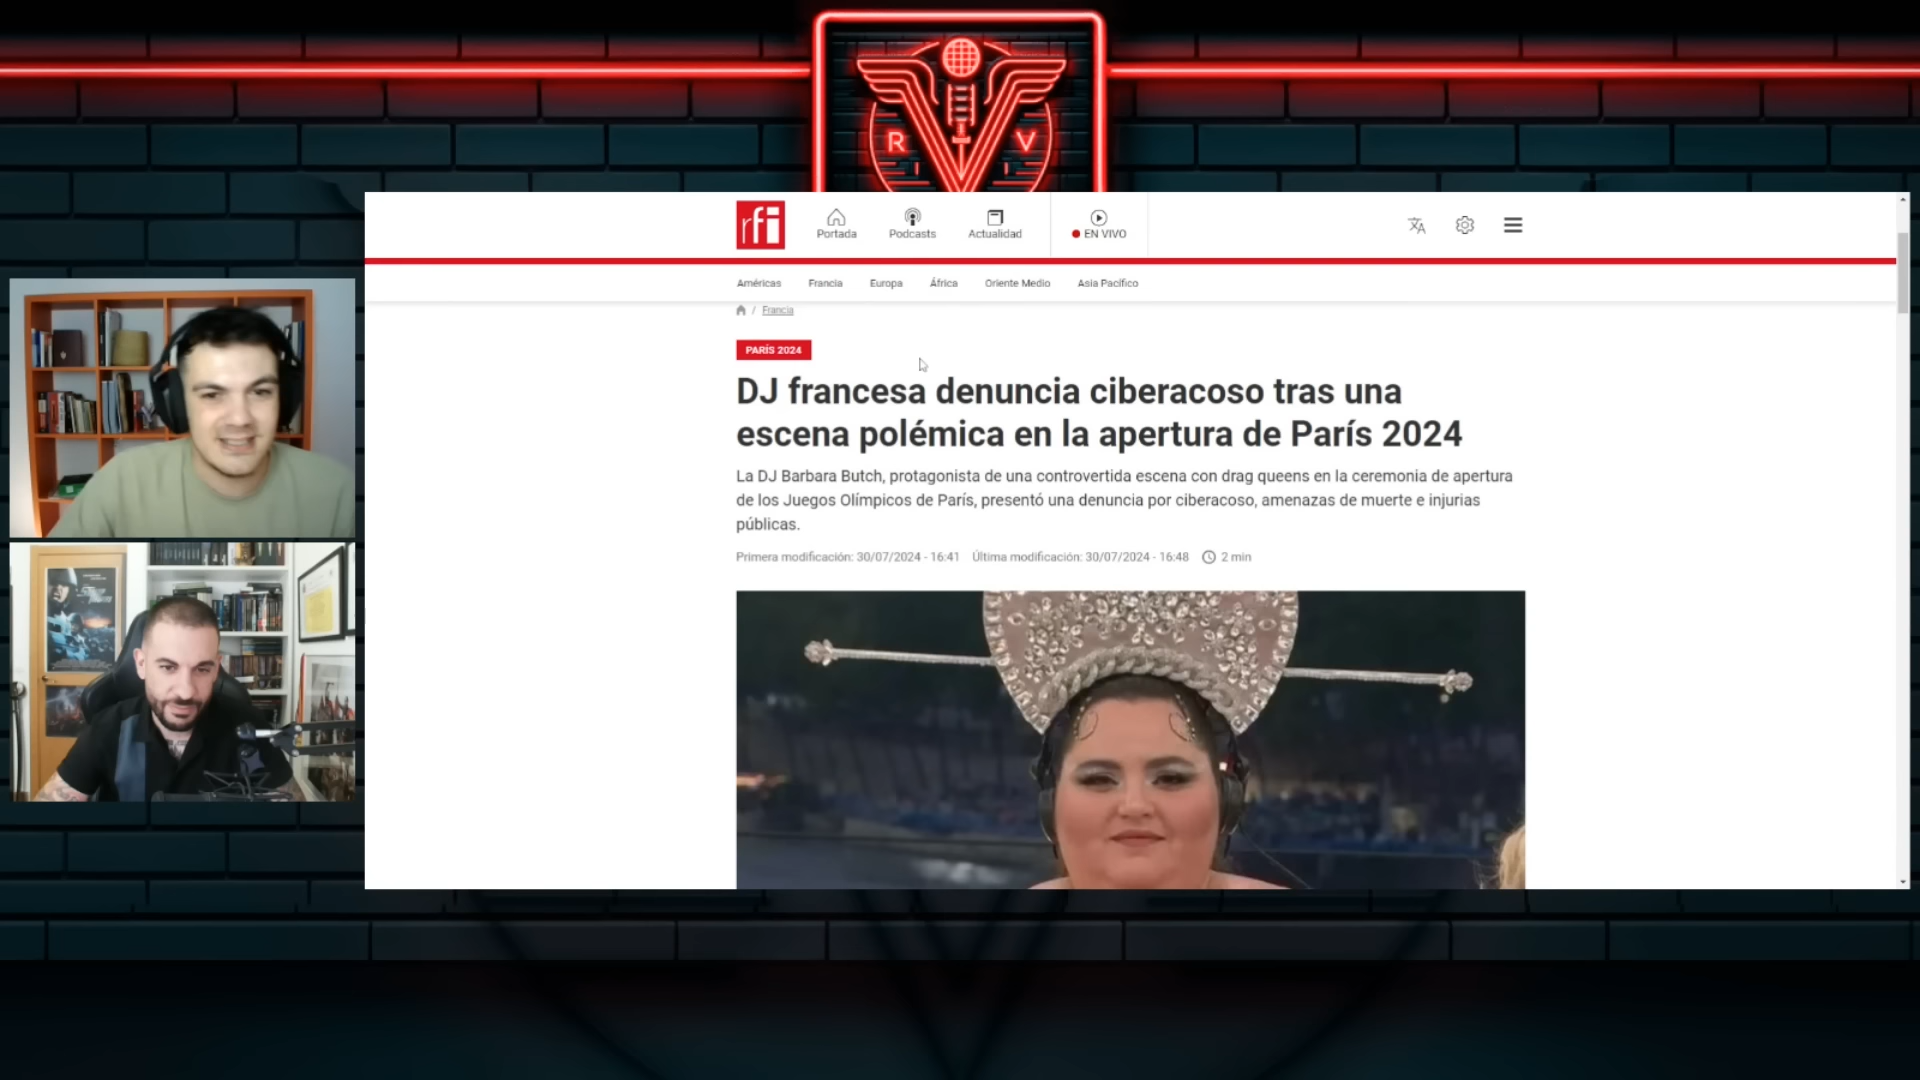 R V
rfi
Portada
Podcasts
Actualidad
EN VIVO
Américas
Francia
Europa
África
Oriente Medio
Asia Pacífico
/ Francia
PARÍS 2024
DJ francesa denuncia ciberacoso tras una
escena polémica en la apertura de París 2024
La DJ Barbara Butch, protagonista de una controvertida escena con drag queens en la ceremonia de apertura
de los Juegos Olímpicos de París, presentó una denuncia por ciberacoso, amenazas de muerte e injurias
públicas.
Primera modificación: 30/07/2024 - 16:41 Última modificación: 30/07/2024 - 16:48 2 min